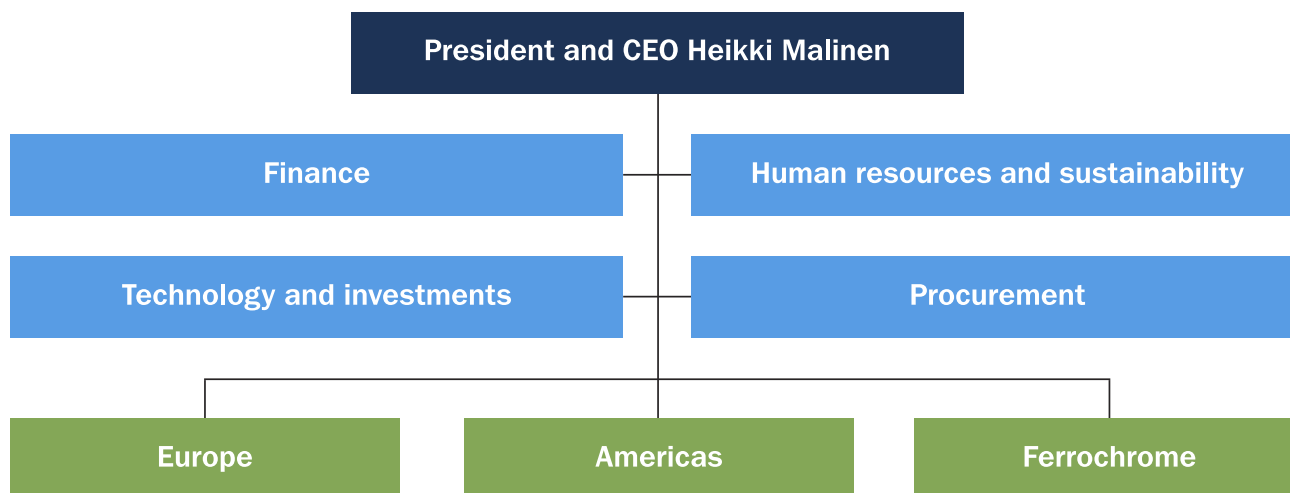 President and CEO Heikki Malinen
Finance
Human resources and sustainability
Technology and investments
Procurement
Europe
Americas
Ferrochrome